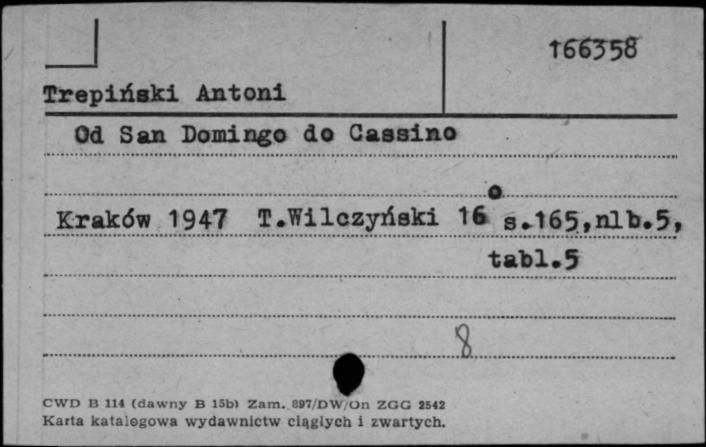 166358
Trepiński Antoni
Od San Domingo do Cassino
Kraków 1947 T.Wilczyński 16° s.165,nlb.5,
tabl.5
8
CWD B 114 (dawny B 15b) Zam. 897/DW/On ZGG 2542
Karta katalogowa wydawnictw ciągłych i zwartych.